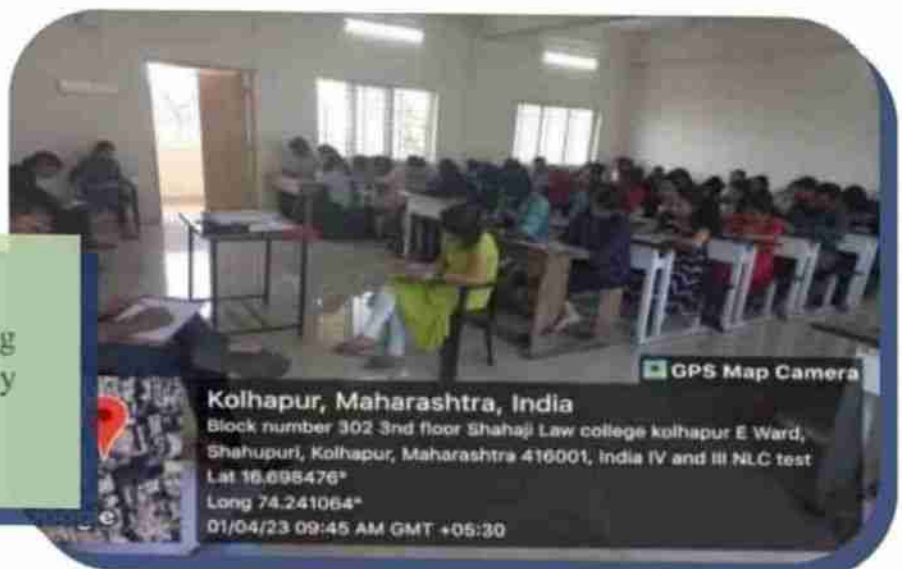 g
y
GPS Map Camera
Kolhapur, Maharashtra, India
Block number 302 3nd floor Shahaji Law college kolhapur E Ward,
Shahupuri, Kolhapur, Maharashtra 416001, India IV and III NLC test
Lat 16.698476°
Long 74.241064°
01/04/23 09:45 AM GMT +05:30